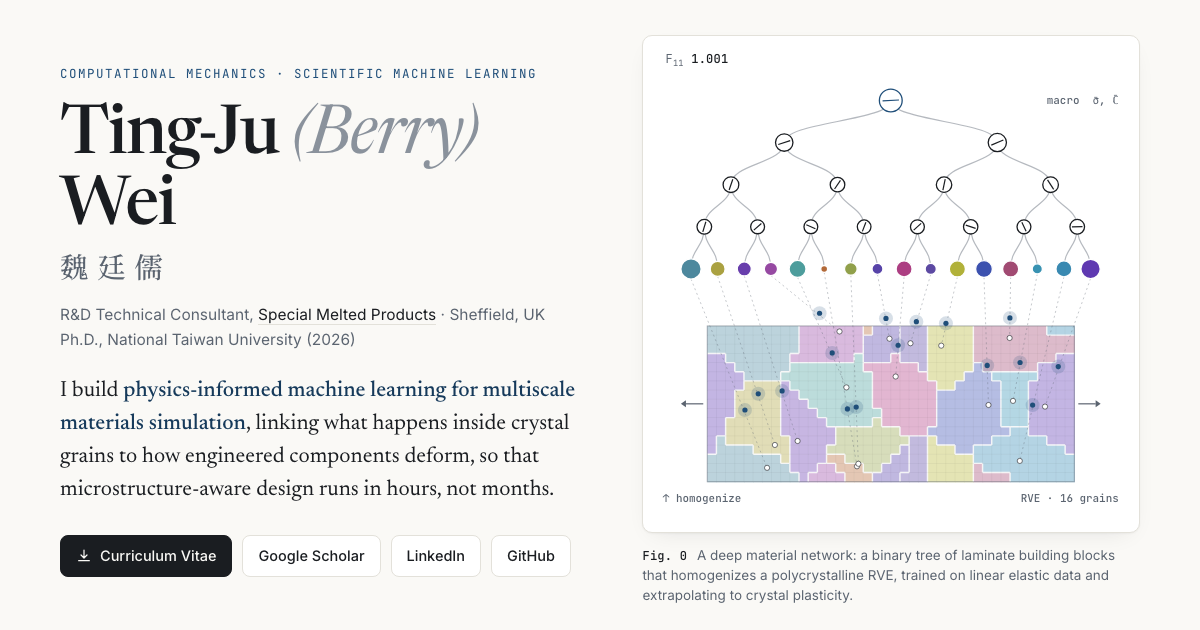 COMPUTATIONAL MECHANICS · SCIENTIFIC MACHINE LEARNING
Ting-Ju (Berry)
Wei
魏廷儒
R&D Technical Consultant, Special Melted Products · Sheffield, UK
Ph.D., National Taiwan University (2026)
I build physics-informed machine learning for multiscale
materials simulation, linking what happens inside crystal
grains to how engineered components deform, so that
microstructure-aware design runs in hours, not months.
Curriculum Vitae
Google Scholar
LinkedIn
GitHub
F₁₁ 1.001
macro
↑ homogenize
RVE · 16 grains
Fig. 0 A deep material network: a binary tree of laminate building blocks
that homogenizes a polycrystalline RVE, trained on linear elastic data and
extrapolating to crystal plasticity.